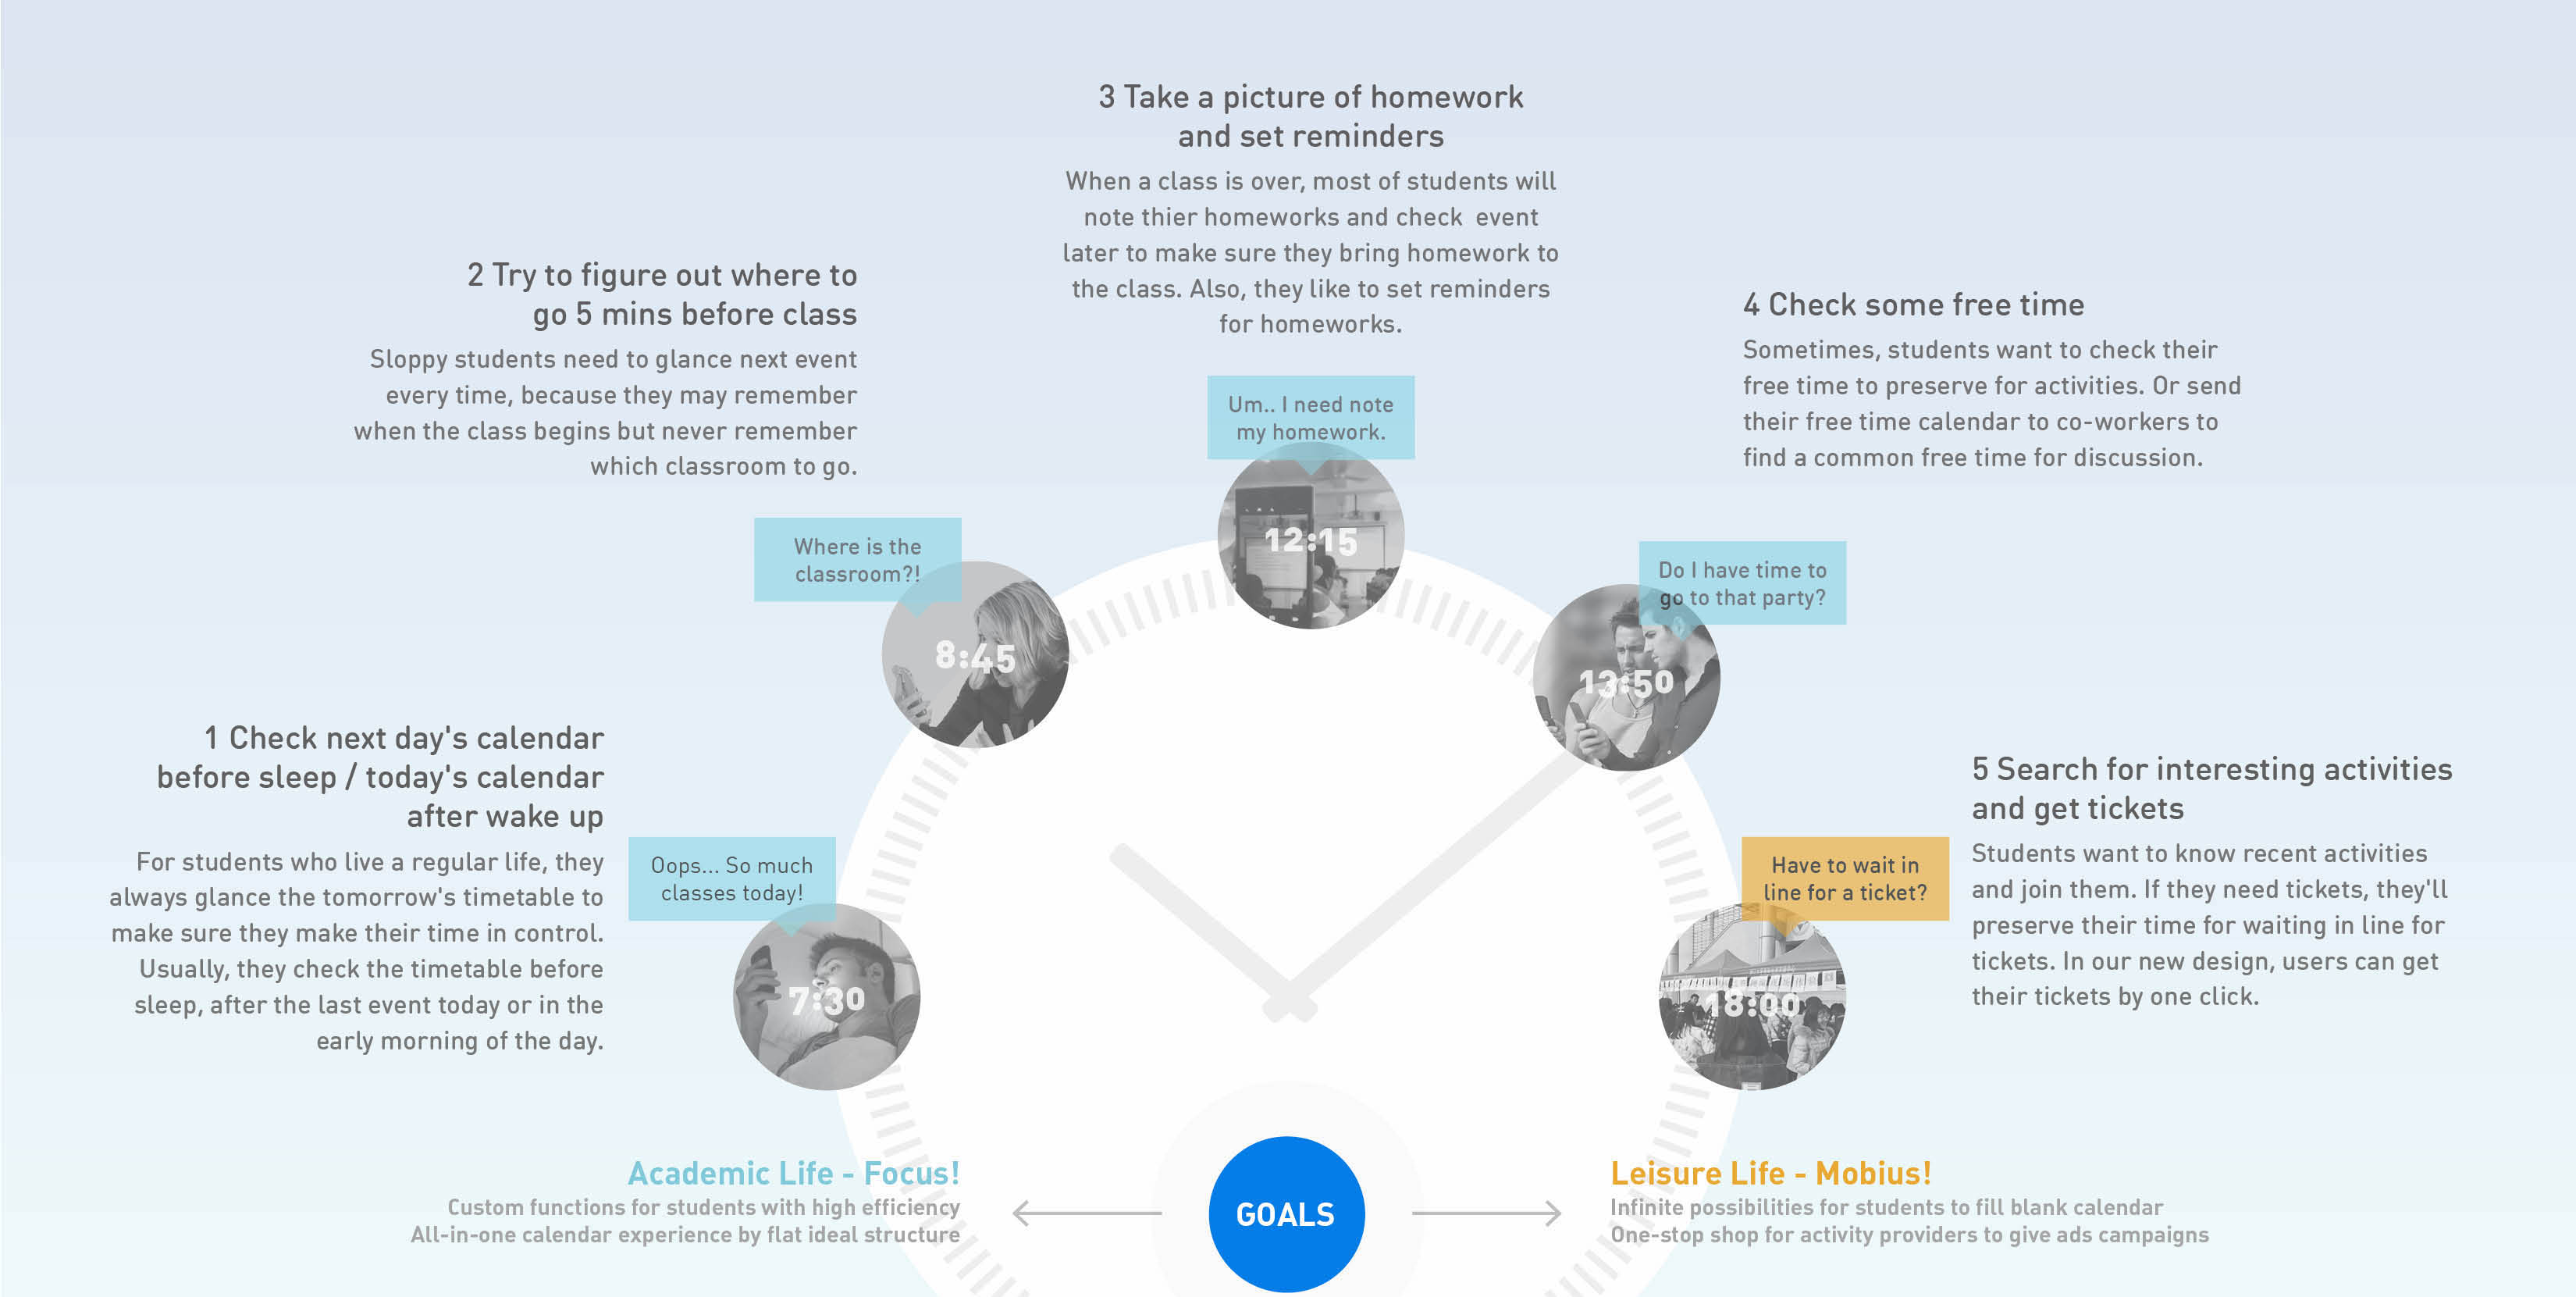 3 Take a picture of homework
and set reminders
When a class is over, most of students will
note thier homeworks and check event
later to make sure they bring homework to
the class. Also, they like to set reminders
for homeworks.
Um.. I need note
my homework.
12:15
2 Try to figure out where to
go 5 mins before class
Sloppy students need to glance next event
every time, because they may remember
when the class begins but never remember
which classroom to go.
Where is the
classroom?!
8:45
4 Check some free time
Sometimes, students want to check their
free time to preserve for activities. Or send
their free time calendar to co-workers to
find a common free time for discussion.
Do I have time to
go to that party?
13:50
1 Check next day's calendar
before sleep / today's calendar
after wake up
For students who live a regular life, they
always glance the tomorrow's timetable to
make sure they make their time in control.
Usually, they check the timetable before
sleep, after the last event today or in the
early morning of the day.
Oops... So much
classes today!
7:30
5 Search for interesting activities
and get tickets
Students want to know recent activities
and join them. If they need tickets, they'll
preserve their time for waiting in line for
tickets. In our new design, users can get
their tickets by one click.
Have to wait in
line for a ticket?
18:00
Academic Life - Focus!
Custom functions for students with high efficiency
All-in-one calendar experience by flat ideal structure
GOALS
Leisure Life - Mobius!
Infinite possibilities for students to fill blank calendar
One-stop shop for activity providers to give ads campaigns